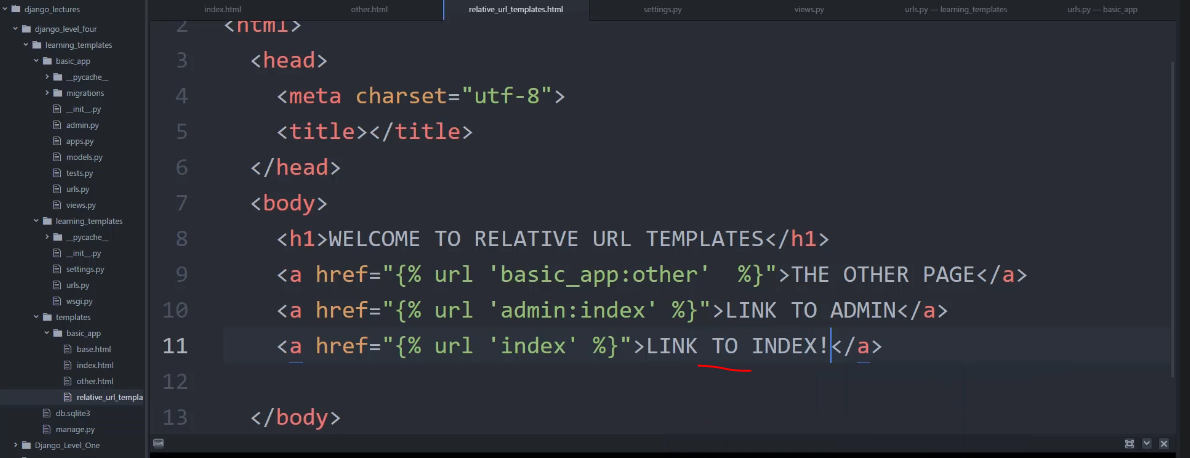 django_lectures
django_level_four
learning_templates
basic_app
__pycache__
migrations
__init__.py
admin.py
apps.py
models.py
tests.py
urls.py
views.py
learning_templates
__pycache__
__init__.py
settings.py
urls.py
wsgi.py
templates
basic_app
base.html
index.html
other.html
relative_url_templa
db.sqlite3
manage.py
Django_Level_One
index.html other.html relative_url_templates.html settings.py views.py urls.py — learning_templates urls.py — basic_app
2 <html>
3 <head>
4 <meta charset="utf-8">
5 <title></title>
6 </head>
7 <body>
8 <h1>WELCOME TO RELATIVE URL TEMPLATES</h1>
9 <a href="{% url 'basic_app:other'  %}">THE OTHER PAGE</a>
10 <a href="{% url 'admin:index' %}">LINK TO ADMIN</a>
11 <a href="{% url 'index' %}">LINK TO INDEX!</a>
12
13 </body>